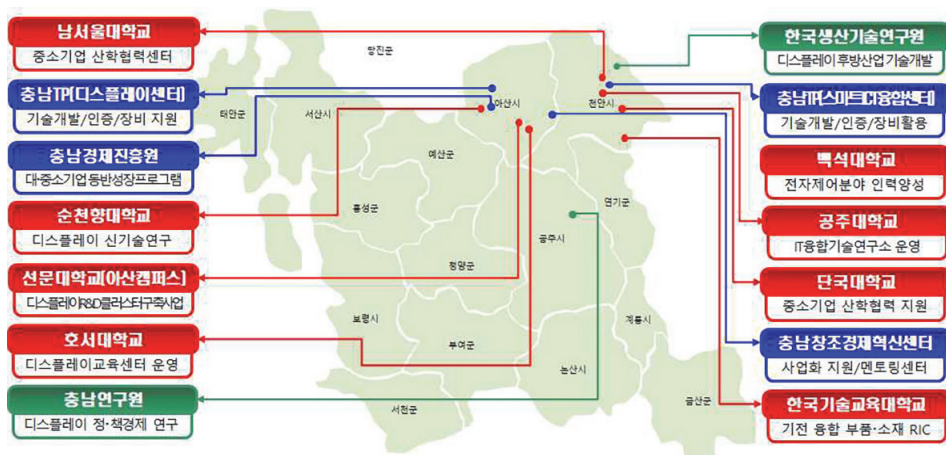 남서울대학교
중소기업 산학협력센터
충남TP(디스플레이센터)
기술개발/인증/장비 지원
충남경제진흥원
대·중소기업 동반성장프로그램
순천향대학교
디스플레이 신기술연구
선문대학교(아산캠퍼스)
디스플레이R&D클러스터구축사업
호서대학교
디스플레이교육센터 운영
충남연구원
디스플레이 정·책경제 연구
당진군
태안군
서산시
아산시
천안시
예산군
홍성군
연기군
공주시
청양군
보령시
부여군
계룡시
논산시
서천군
금산군
한국생산기술연구원
디스플레이 후방산업 기술개발
충남TP(스마트ICT융합센터)
기술개발/인증/장비활용
백석대학교
전자제어분야 인력양성
공주대학교
IT융합기술연구소 운영
단국대학교
중소기업 산학협력 지원
충남창조경제혁신센터
사업화 지원/멘토링센터
한국기술교육대학교
기전 융합 부품·소재 RIC